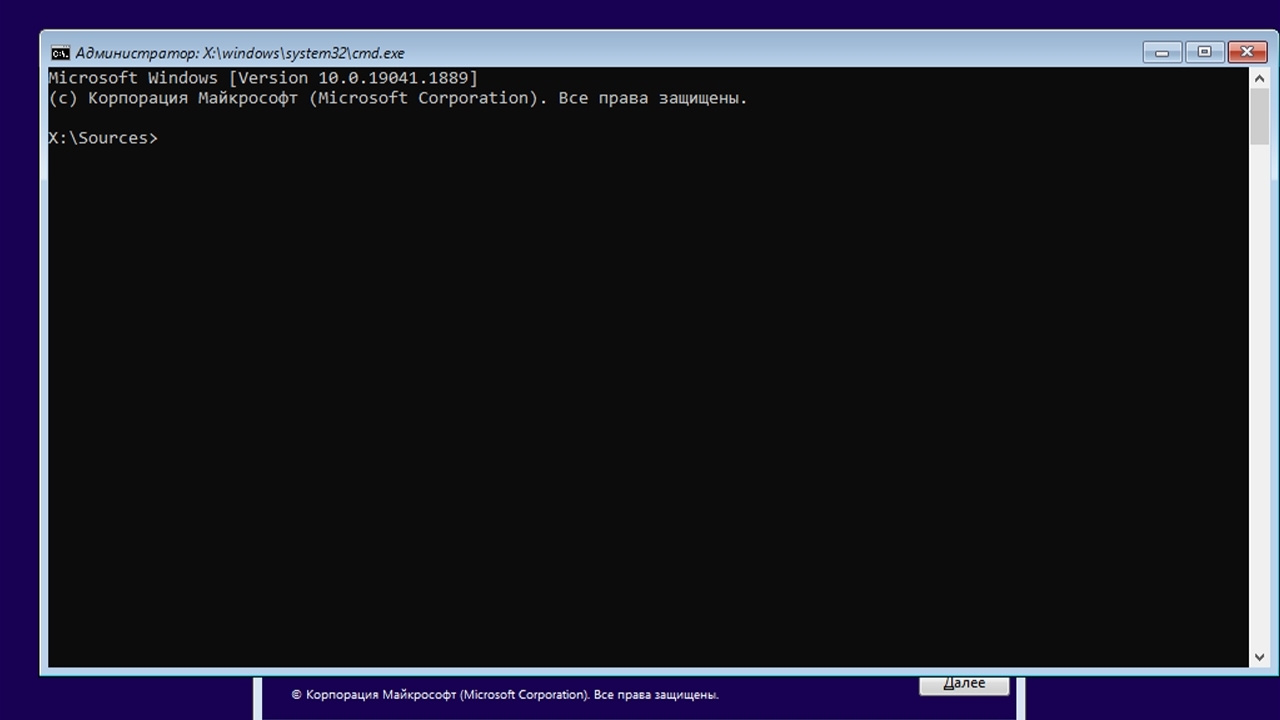 Администратор: X:\windows\system32\cmd.exe
Microsoft Windows [Version 10.0.19041.1889]
(c) Корпорация Майкрософт (Microsoft Corporation). Все права защищены.
X:\Sources>
© Корпорация Майкрософт (Microsoft Corporation). Все права защищены.
Далее